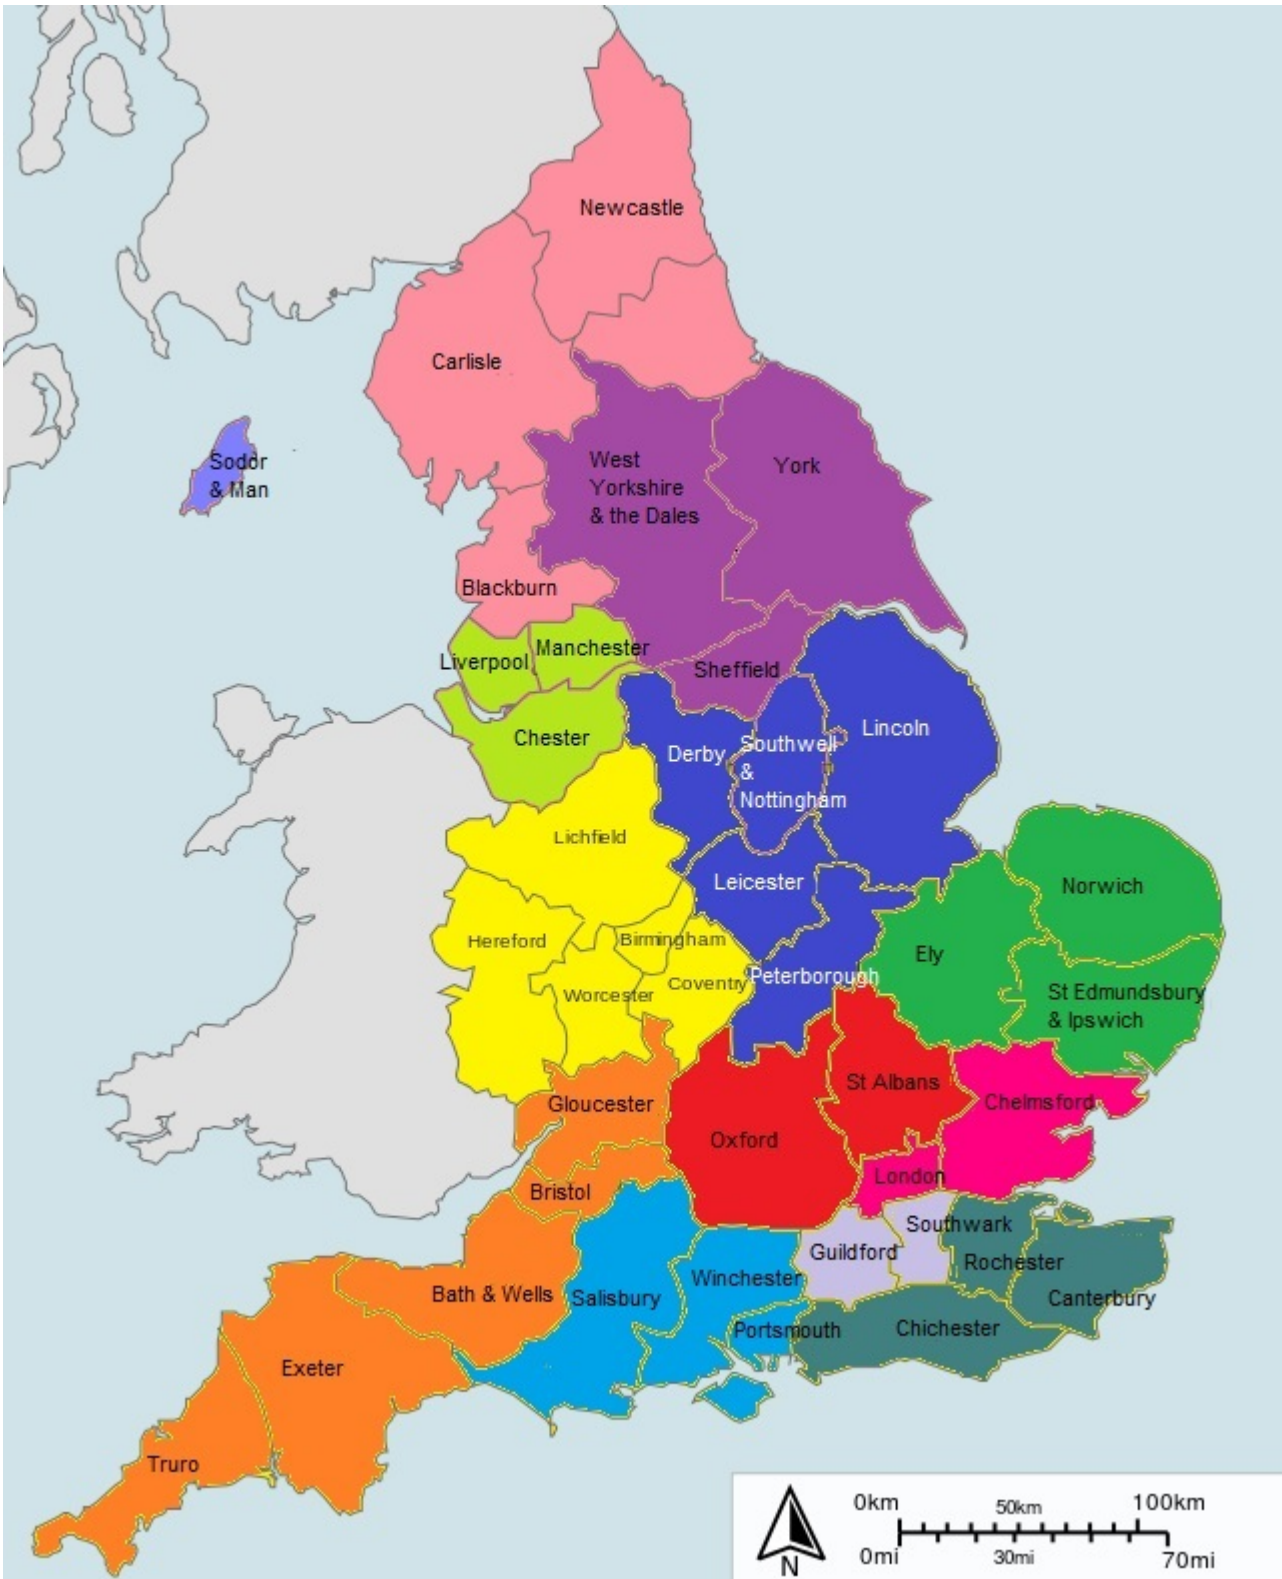 Newcastle
Carlisle
Sodor
& Man
West
Yorkshire
& the Dales
York
Blackburn
Liverpool
Manchester
Sheffield
Chester
Derby
Southwell
&
Nottingham
Lincoln
Lichfield
Leicester
Norwich
Hereford
Birmingham
Ely
Worcester
Coventry
Peterborough
St Edmundsbury
& Ipswich
Gloucester
St Albans
Chelmsford
Oxford
London
Bristol
Southwark
Guildford
Rochester
Bath & Wells
Salisbury
Winchester
Canterbury
Portsmouth
Chichester
Exeter
Truro
N
0km
50km
100km
0mi
30mi
70mi